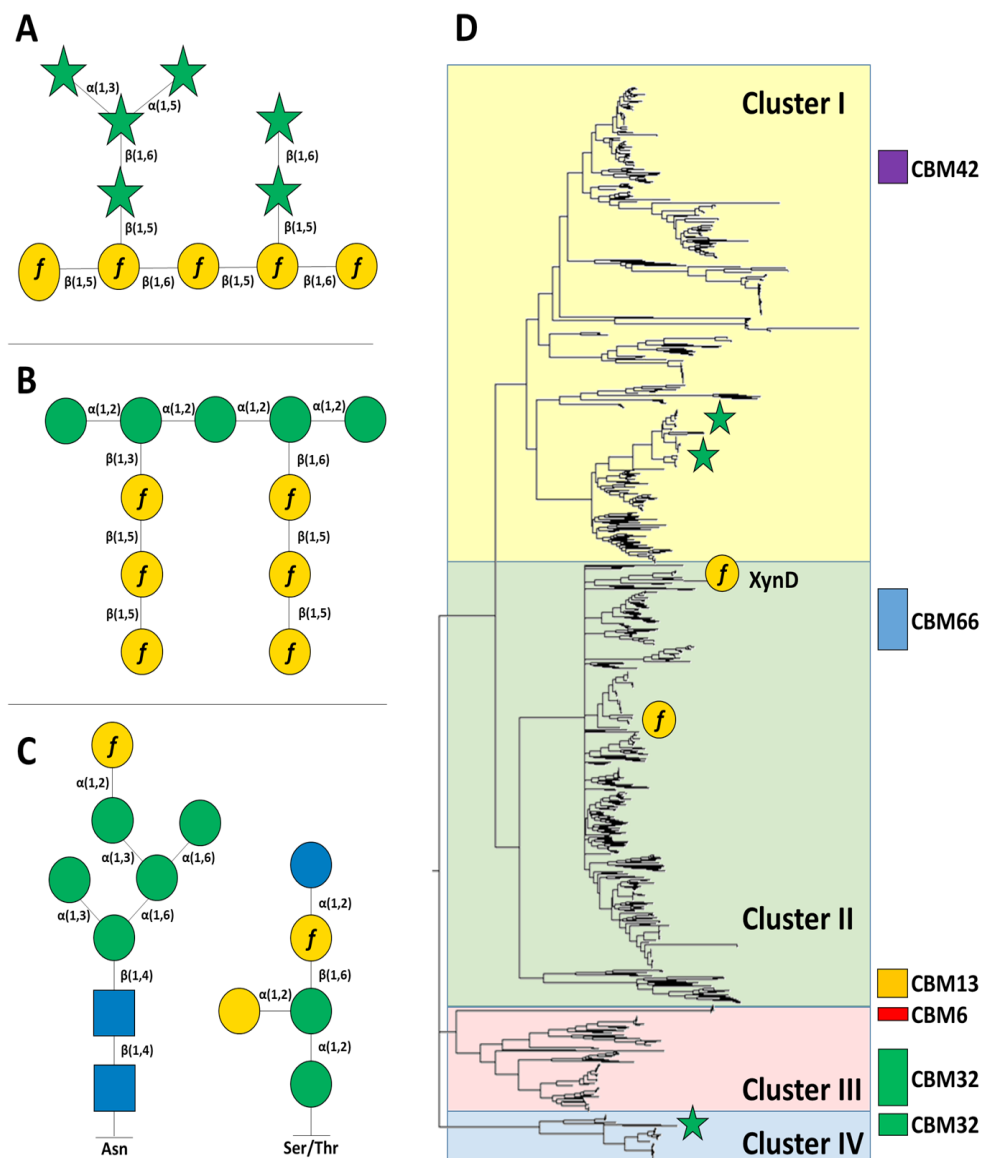 A
α(1,3)
α(1,5)
β(1,6)
β(1,6)
β(1,5)
β(1,5)
f f f f f
β(1,5) β(1,6) β(1,5) β(1,6)
B
α(1,2) α(1,2) α(1,2) α(1,2)
β(1,3) β(1,6)
f f
β(1,5) β(1,5)
f f
β(1,5) β(1,5)
f f
C
f
α(1,2)
α(1,3) α(1,6)
α(1,3) α(1,6)
β(1,4)
β(1,4)
Asn
α(1,2)
f
β(1,6)
α(1,2)
α(1,2)
Ser/Thr
D
Cluster I
CBM42
f XynD
CBM66
f
Cluster II
CBM13
CBM6
Cluster III
CBM32
CBM32
Cluster IV